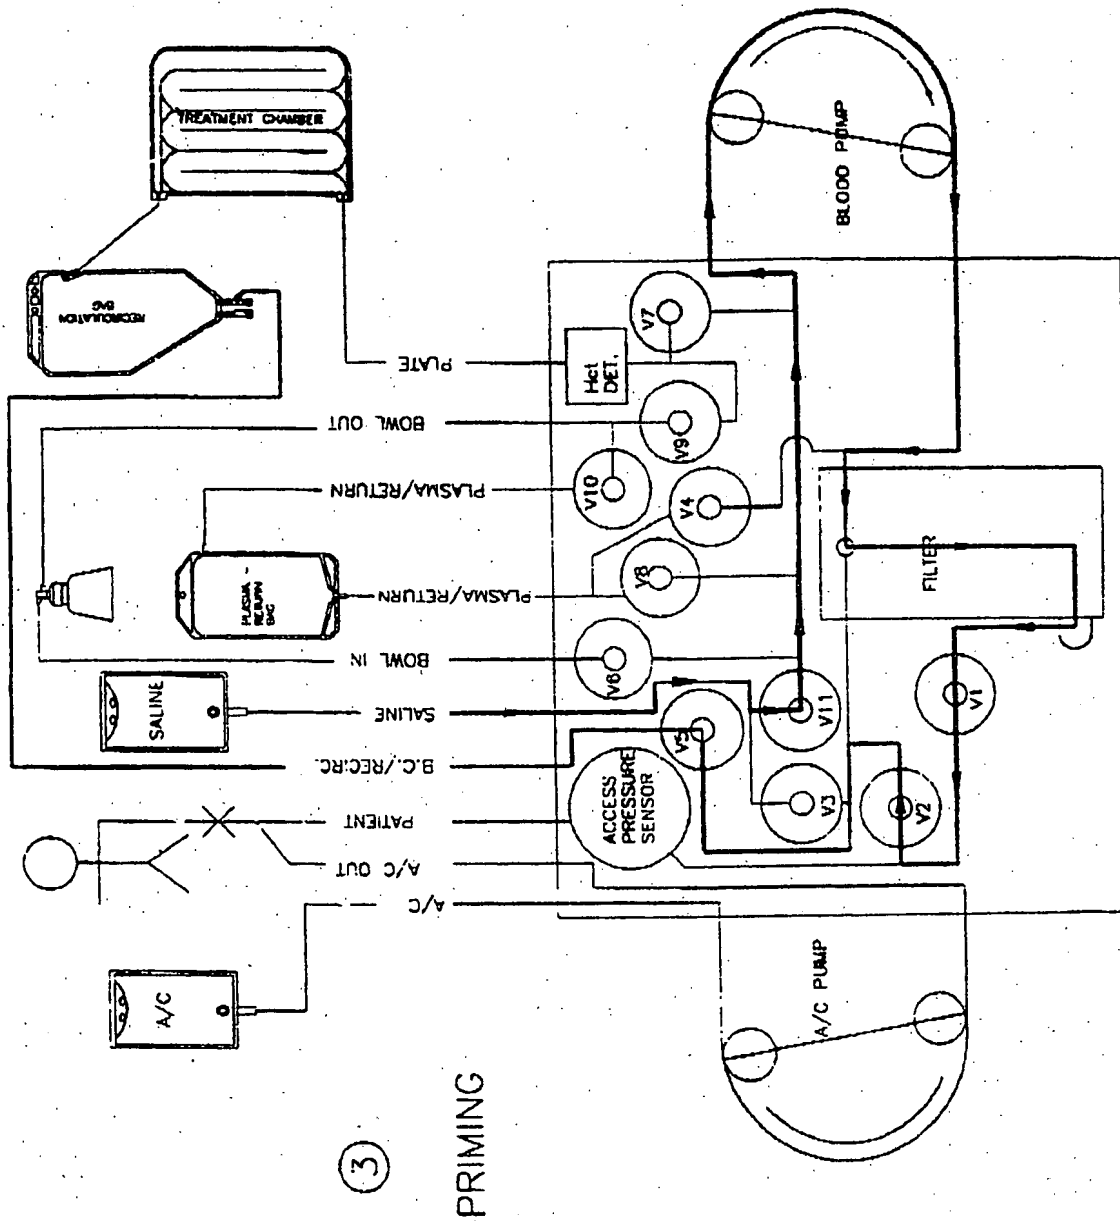 TREATMENT CHAMBER
RECIRCULATION
BAG
BLOOD PUMP
PLATE
Hct
DET.
V7
BOWL OUT
V9
PLASMA/RETURN
V10
V4
PLASMA -
RETURN
BAG
PLASMA/RETURN
V8
FILTER
BOWL IN
V6
SALINE
SALINE
V11
V1
B.C./RECIRC.
V5
PATIENT
ACCESS
PRESSURE
SENSOR
V3
V2
A/C OUT
A/C
A/C
A/C PUMP
3
PRIMING